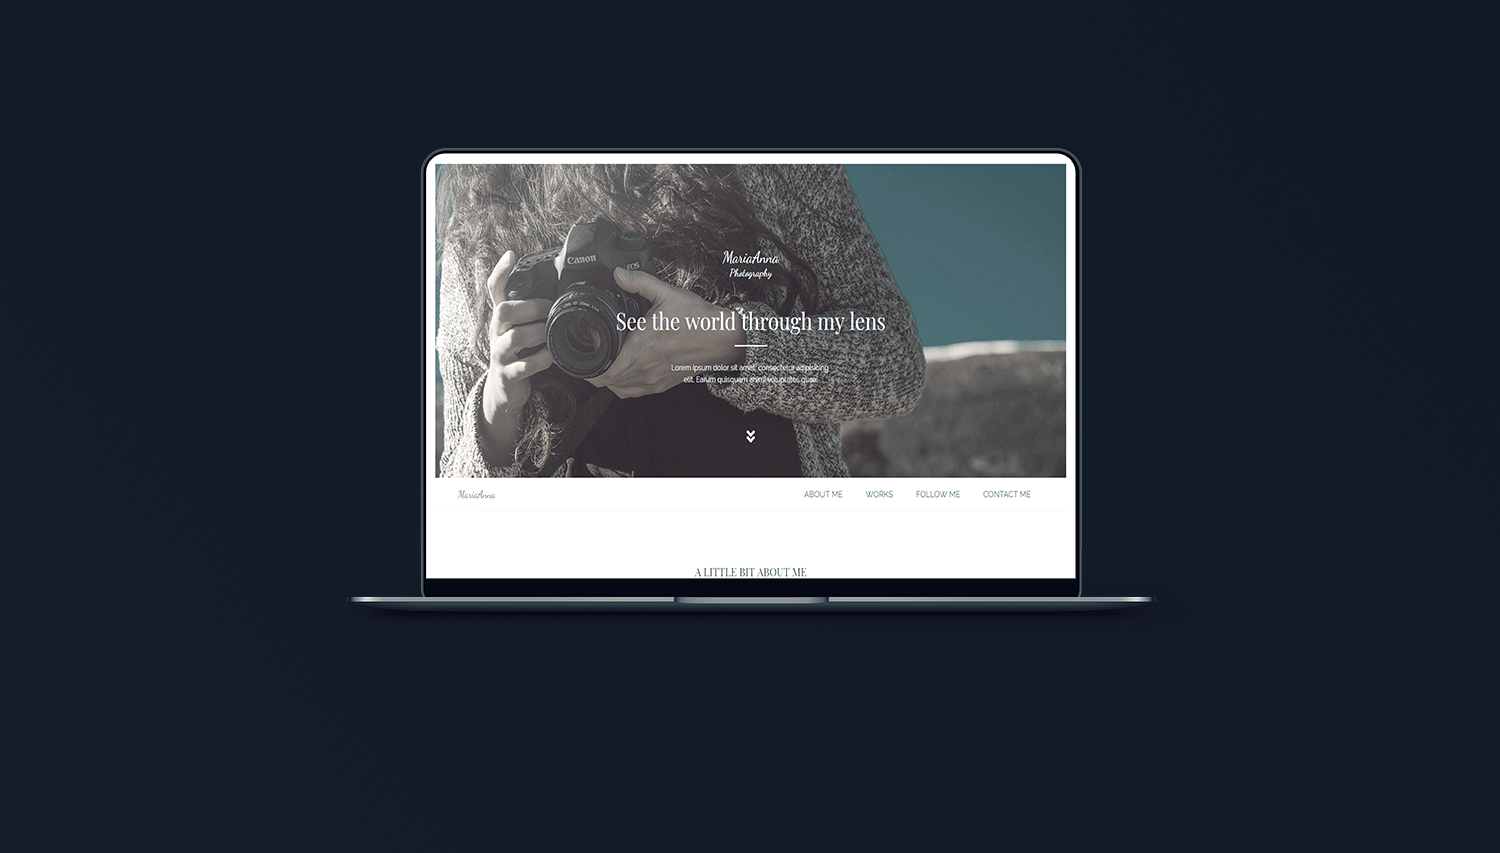 Canon
EOS
MariaAnna
Photography
See the world through my lens
Lorem ipsum dolor sit amet, consectetur adipisicing
elit. Earum quisquam animi voluptates quae.
MariaAnna
ABOUT ME
WORKS
FOLLOW ME
CONTACT ME
A LITTLE BIT ABOUT ME